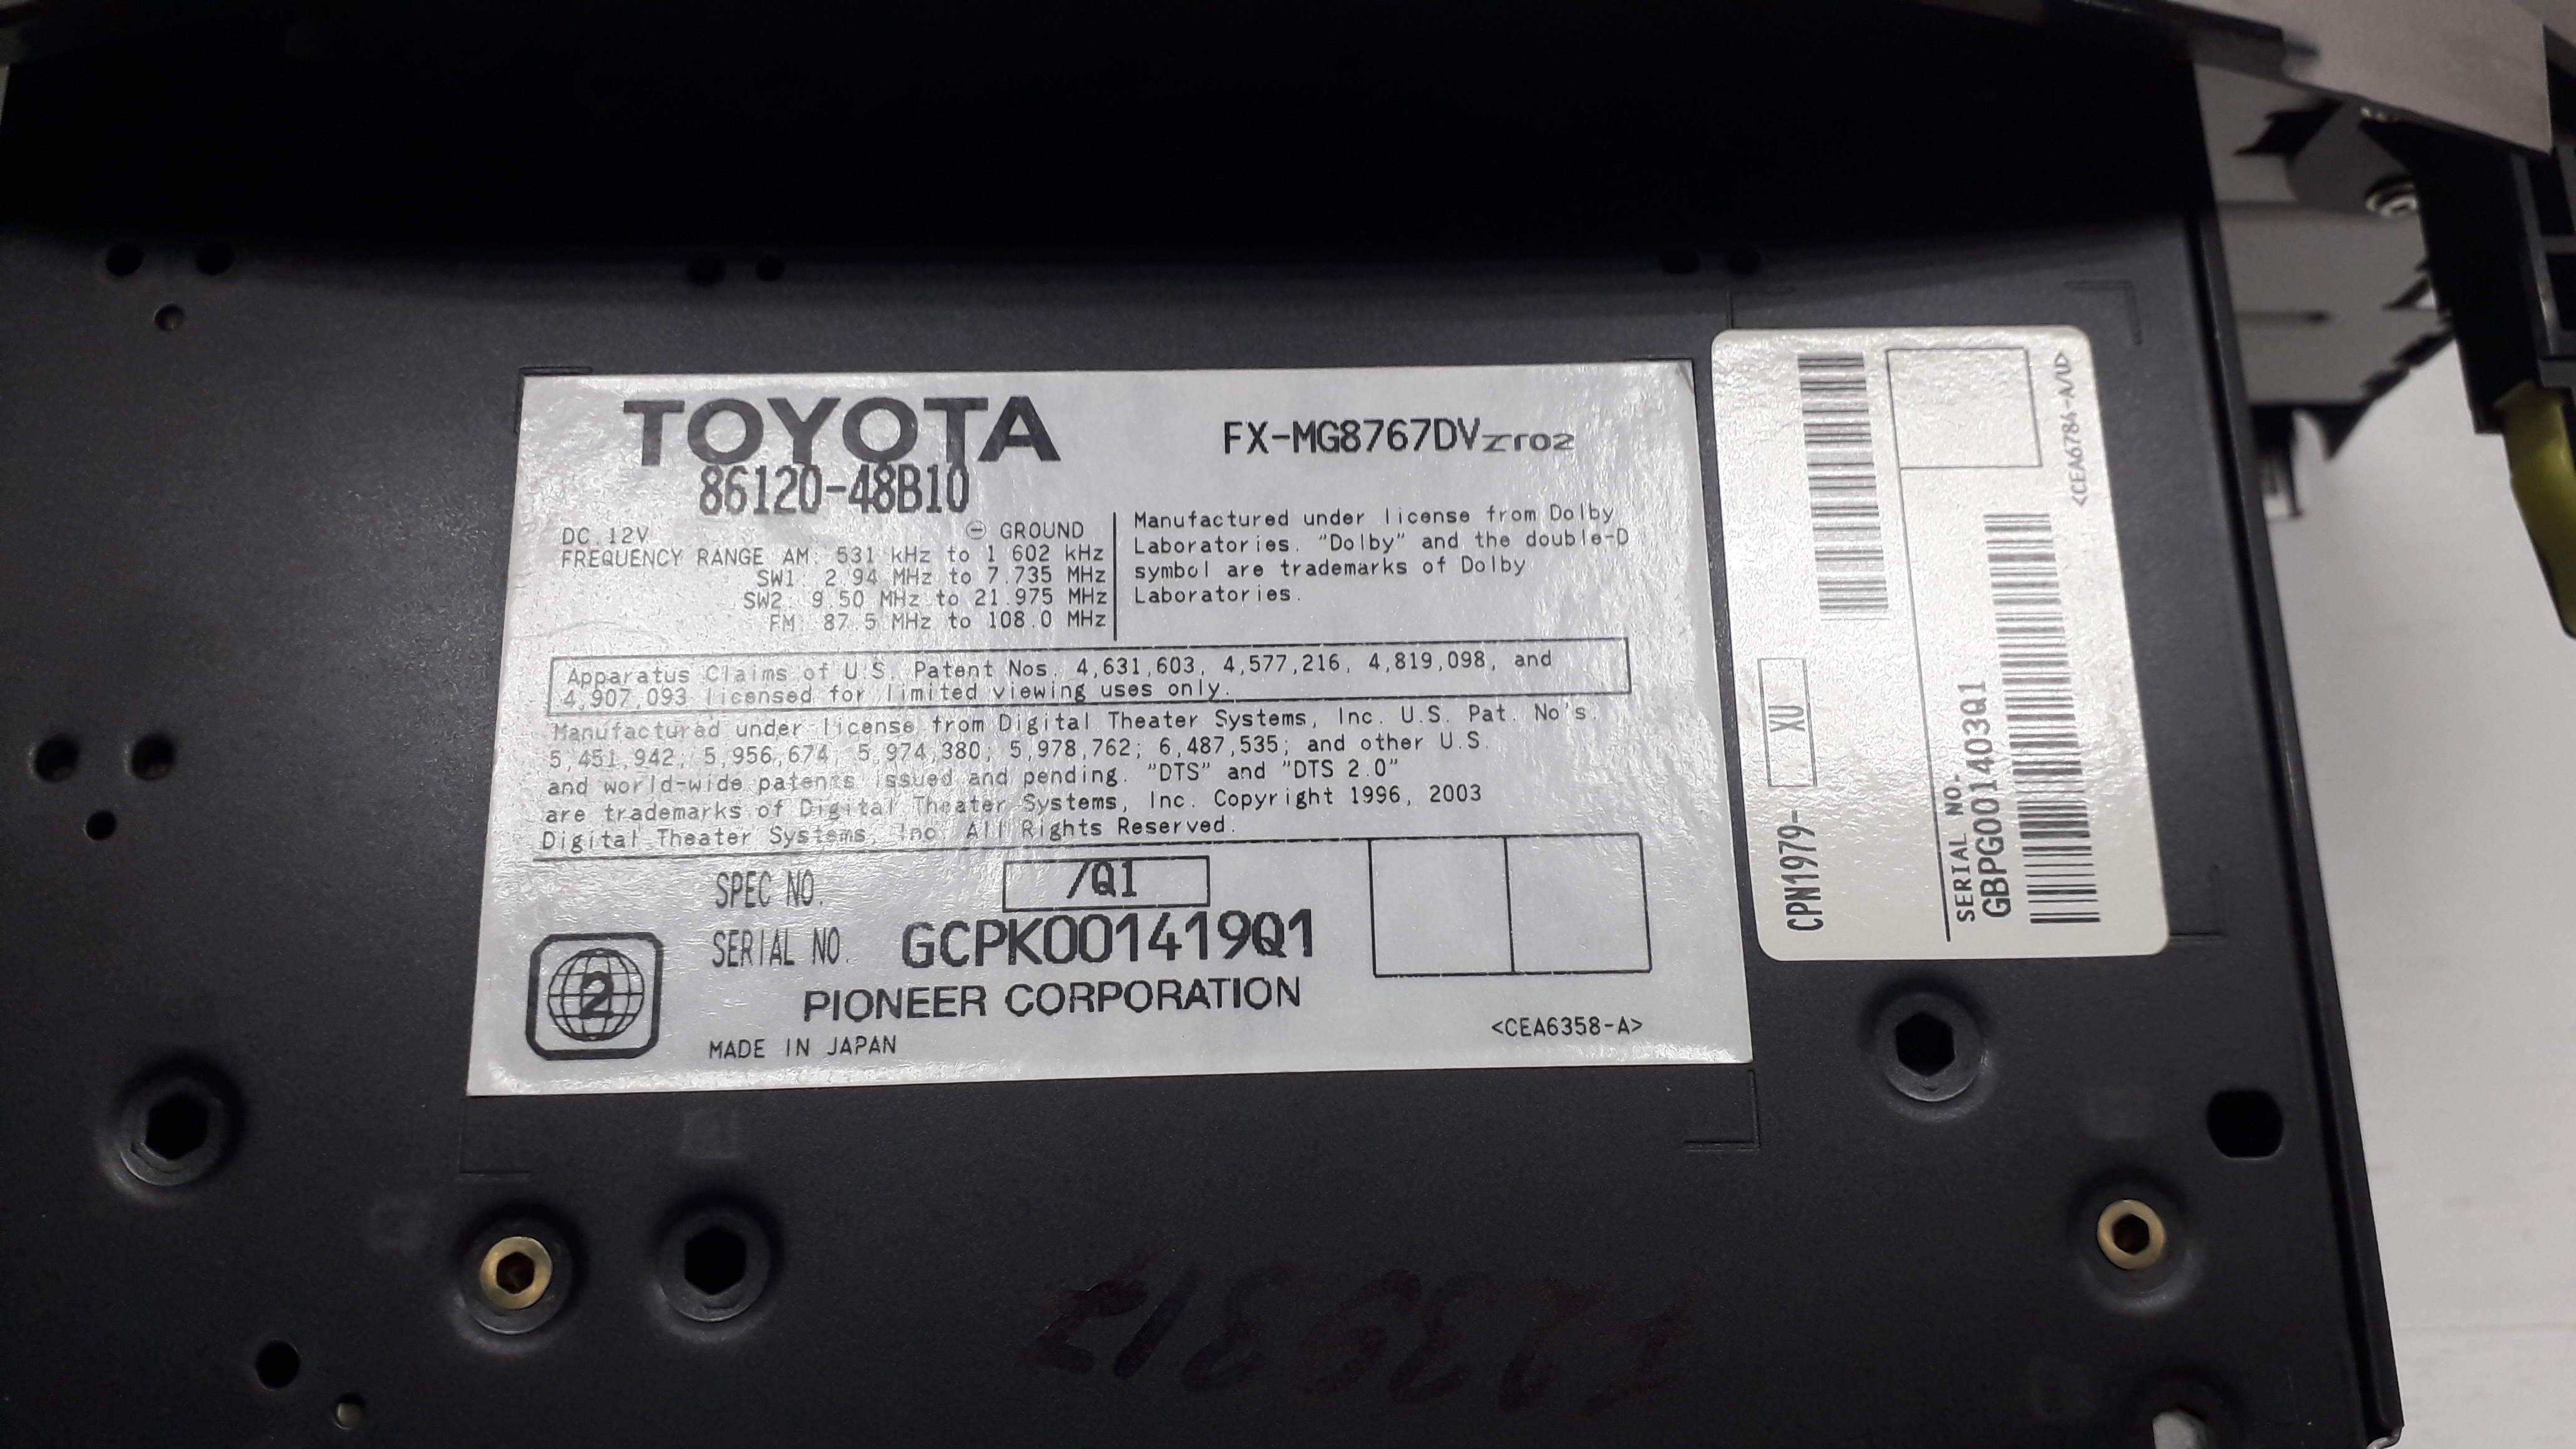 TOYOTA
86120-48B10
FX-MG8767DVzr02
DC 12V ⊖ GROUND
FREQUENCY RANGE AM: 531 kHz to 1 602 kHz
SW1: 2.94 MHz to 7.735 MHz
SW2: 9.50 MHz to 21.975 MHz
FM: 87.5 MHz to 108.0 MHz
Manufactured under license from Dolby
Laboratories. "Dolby" and the double-D
symbol are trademarks of Dolby
Laboratories.
Apparatus Claims of U.S. Patent Nos. 4,631,603, 4,577,216, 4,819,098, and
4,907,093 licensed for limited viewing uses only.
Manufactured under license from Digital Theater Systems, Inc. U.S. Pat. No's.
5,451,942; 5,956,674; 5,974,380; 5,978,762; 6,487,535; and other U.S.
and world-wide patents issued and pending. "DTS" and "DTS 2.0"
are trademarks of Digital Theater Systems, Inc. Copyright 1996, 2003
Digital Theater Systems, Inc. All Rights Reserved.
SPEC NO. /Q1
SERIAL NO. GCPK001419Q1
2
PIONEER CORPORATION
MADE IN JAPAN
<CEA6358-A>
CPN1979- XU
SERIAL NO.
GBPG001403Q1
<CEA6784-A/U>